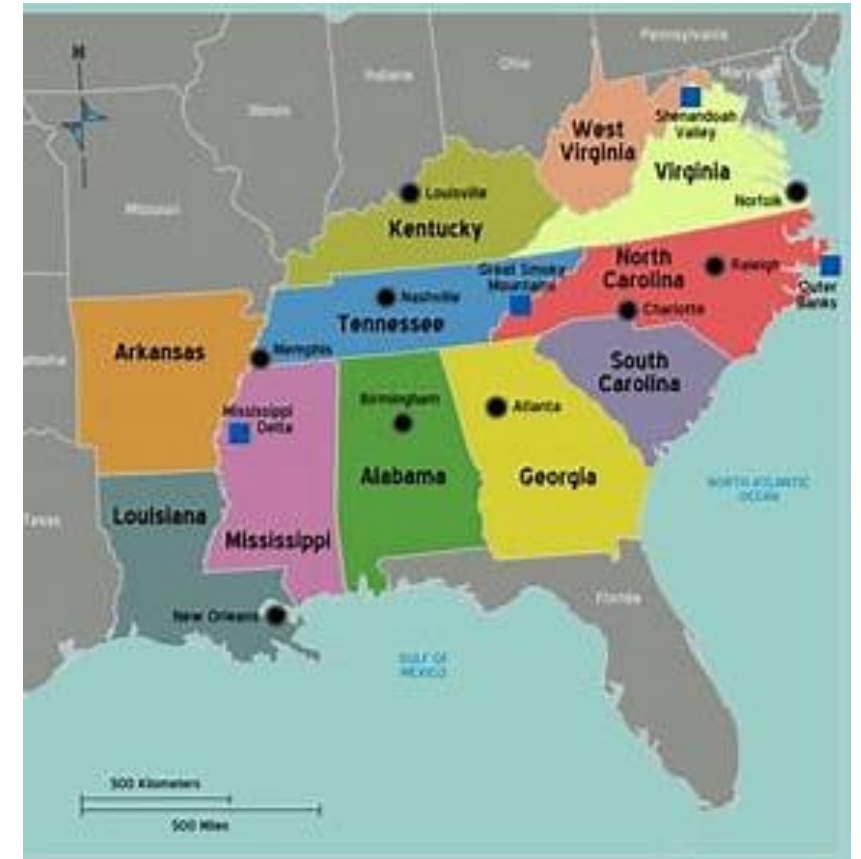 Pennsylvania
N
Ohio
Indiana
Maryland
Illinois
Shenandoah
Valley
West
Virginia
Virginia
Louisville
Norfolk
Missouri
Kentucky
North
Carolina
Raleigh
Great Smoky
Mountains
Outer
Banks
Nashville
Charlotte
Tennessee
Arkansas
Memphis
South
Carolina
Birmingham
Atlanta
Mississippi
Delta
Alabama
Georgia
NORTH ATLANTIC
OCEAN
Louisiana
Texas
Mississippi
Florida
New Orleans
GULF OF
MEXICO
500 Kilometers
500 Miles